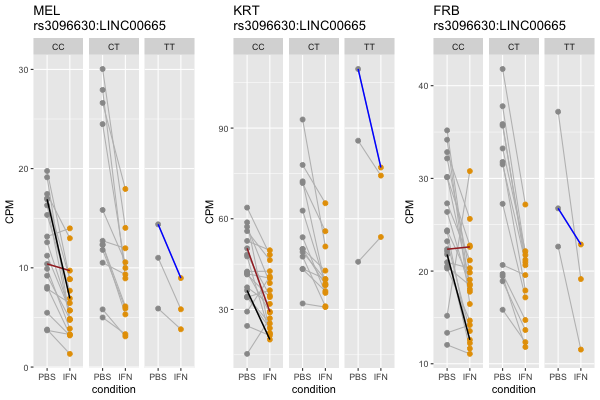 MEL
rs3096630:LINC00665
CC CT TT
30
20
10
0
CPM
PBS IFN PBS IFN PBS IFN
condition
KRT
rs3096630:LINC00665
CC CT TT
90
60
30
CPM
PBS IFN PBS IFN PBS IFN
condition
FRB
rs3096630:LINC00665
CC CT TT
40
30
20
10
CPM
PBS IFN PBS IFN PBS IFN
condition